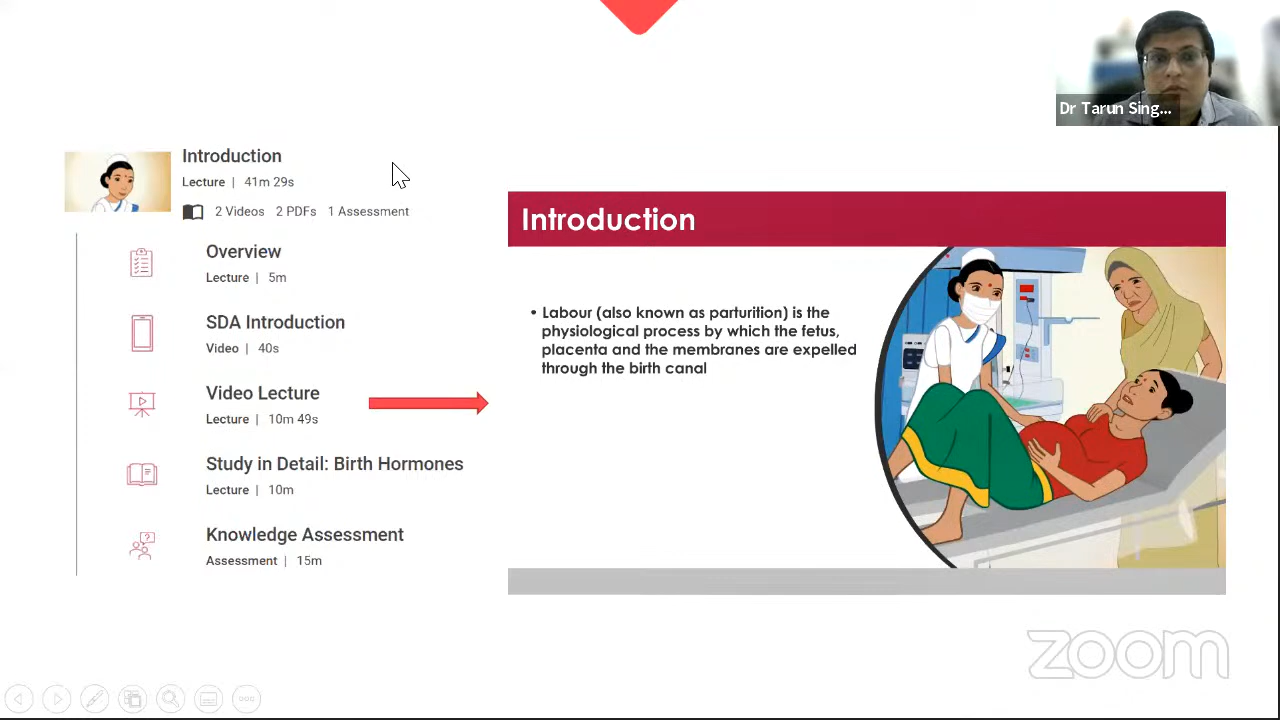 Dr Tarun Sing...
Introduction
Lecture | 41m 29s
2 Videos 2 PDFs 1 Assessment
Overview
Lecture | 5m
SDA Introduction
Video | 40s
Video Lecture
Lecture | 10m 49s
Study in Detail: Birth Hormones
Lecture | 10m
Knowledge Assessment
Assessment | 15m
Introduction
• Labour (also known as parturition) is the
physiological process by which the fetus,
placenta and the membranes are expelled
through the birth canal
zoom